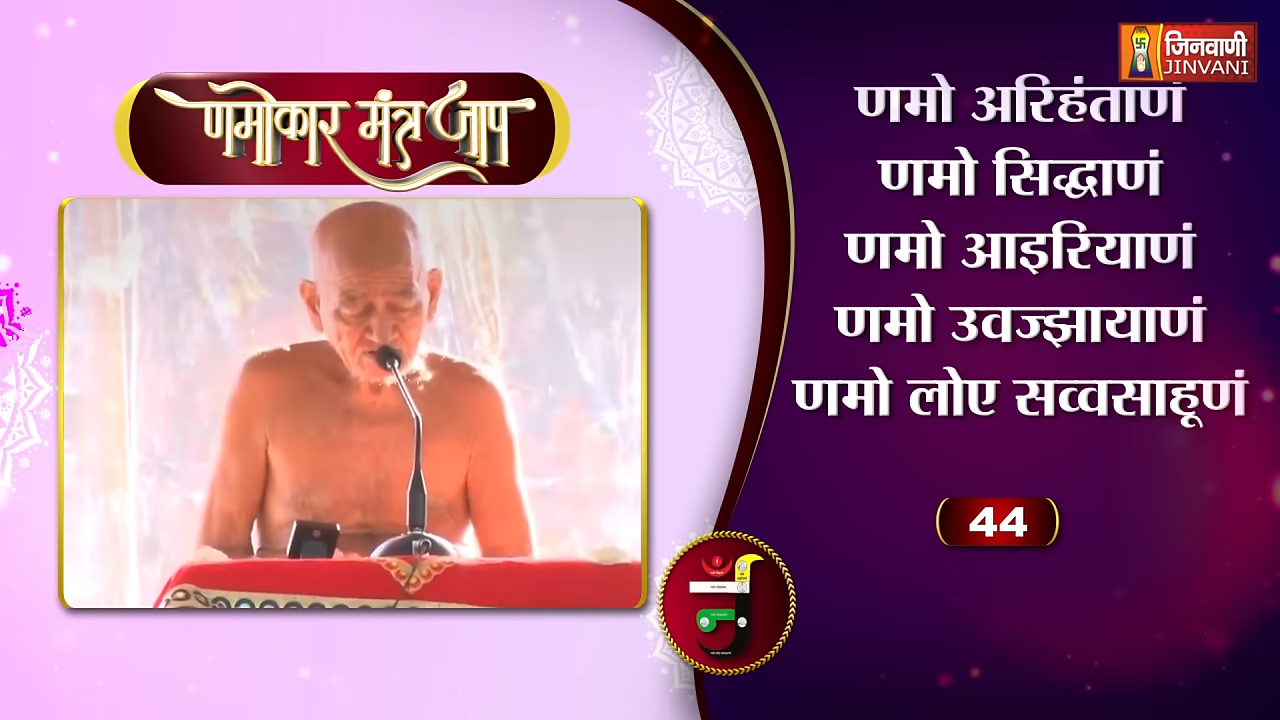 णमोकार मंत्र जाप
जिनवाणी
JINVANI
णमो अरिहंताणं
णमो सिद्धाणं
णमो आइरियाणं
णमो उवज्झायाणं
णमो लोए सव्वसाहूणं
44